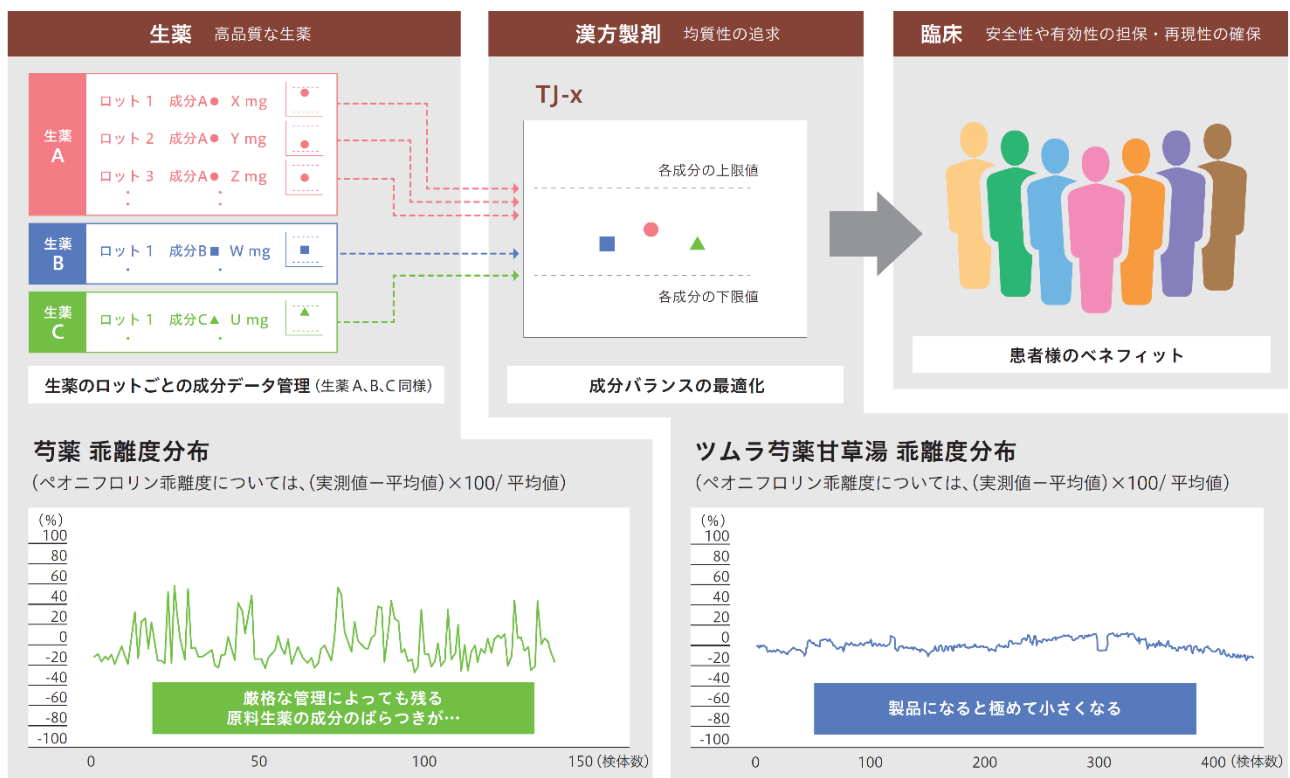 生薬 高品質な生薬
生薬
A
ロット 1 成分A● X mg
ロット 2 成分A● Y mg
ロット 3 成分A● Z mg
生薬
B
ロット 1 成分B■ W mg
生薬
C
ロット 1 成分C▲ U mg
生薬のロットごとの成分データ管理(生薬A、B、C同様)
漢方製剤 均質性の追求
TJ-x
各成分の上限値
各成分の下限値
成分バランスの最適化
臨床 安全性や有効性の担保・再現性の確保
患者様のベネフィット
芍薬 乖離度分布
(ペオニフロリン乖離度については、(実測値ー平均値)×100/ 平均値)
(%)
100
80
60
40
20
0
-20
-40
-60
-80
-100
厳格な管理によっても残る
原料生薬の成分のばらつきが…
0 50 100 150 (検体数)
ツムラ芍薬甘草湯 乖離度分布
(ペオニフロリン乖離度については、(実測値ー平均値)×100/ 平均値)
(%)
100
80
60
40
20
0
-20
-40
-60
-80
-100
製品になると極めて小さくなる
0 100 200 300 400 (検体数)